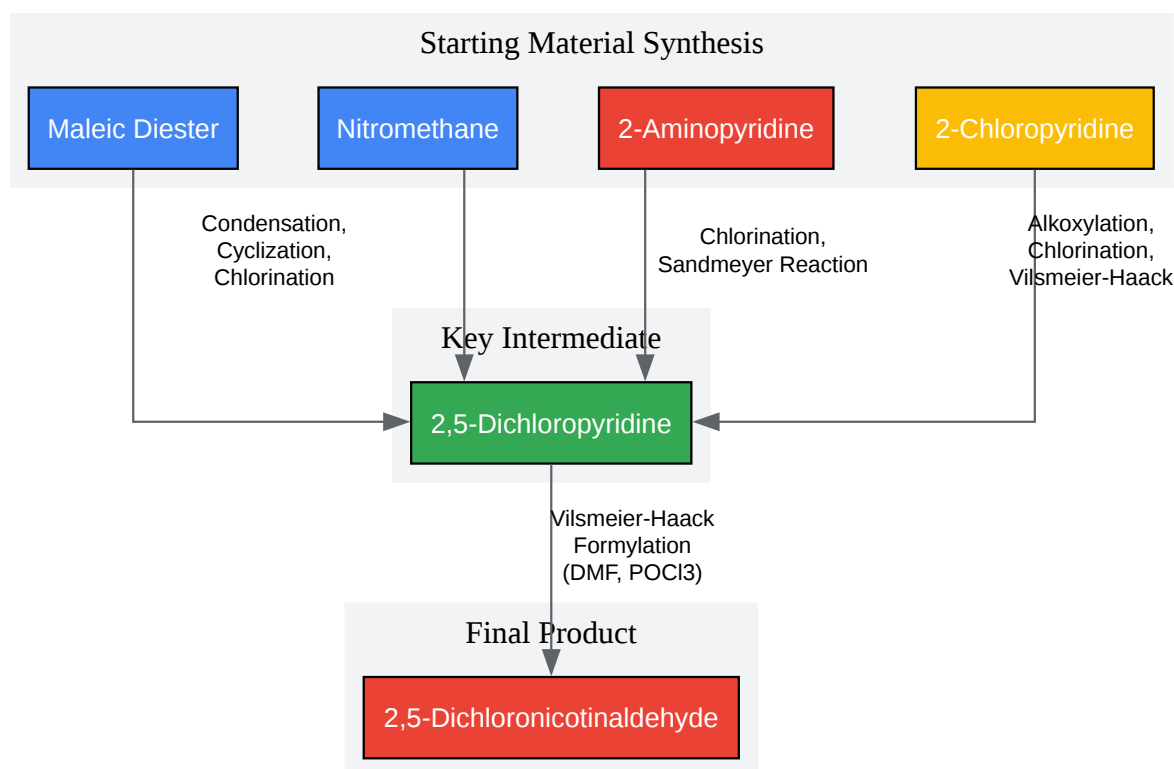 Starting Material Synthesis
Maleic Diester
Nitromethane
2-Aminopyridine
2-Chloropyridine
Condensation,
Cyclization,
Chlorination
Chlorination,
Sandmeyer Reaction
Alkoxylation,
Chlorination,
Vilsmeier-Haack
Key Intermediate
2,5-Dichloropyridine
Vilsmeier-Haack
Formylation
(DMF, POCl3)
Final Product
2,5-Dichloronicotinaldehyde